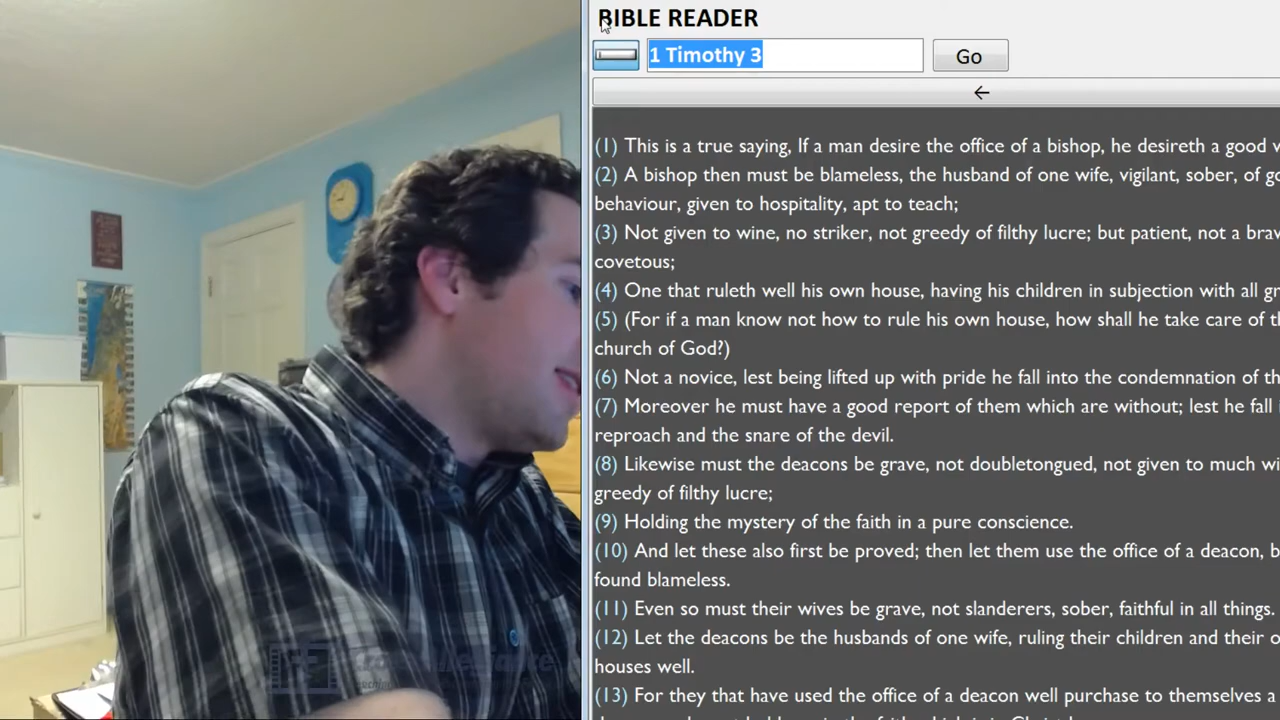 BIBLE READER
1 Timothy 3
Go
←
(1) This is a true saying, If a man desire the office of a bishop, he desireth a good
(2) A bishop then must be blameless, the husband of one wife, vigilant, sober, of
behaviour, given to hospitality, apt to teach;
(3) Not given to wine, no striker, not greedy of filthy lucre; but patient, not a
covetous;
(4) One that ruleth well his own house, having his children in subjection with all
(5) (For if a man know not how to rule his own house, how shall he take care of
church of God?)
(6) Not a novice, lest being lifted up with pride he fall into the condemnation of
(7) Moreover he must have a good report of them which are without; lest he fall
reproach and the snare of the devil.
(8) Likewise must the deacons be grave, not doubletongued, not given to much
greedy of filthy lucre;
(9) Holding the mystery of the faith in a pure conscience.
(10) And let these also first be proved; then let them use the office of a deacon,
found blameless.
(11) Even so must their wives be grave, not slanderers, sober, faithful in all things.
(12) Let the deacons be the husbands of one wife, ruling their children and their
houses well.
(13) For they that have used the office of a deacon well purchase to themselves a